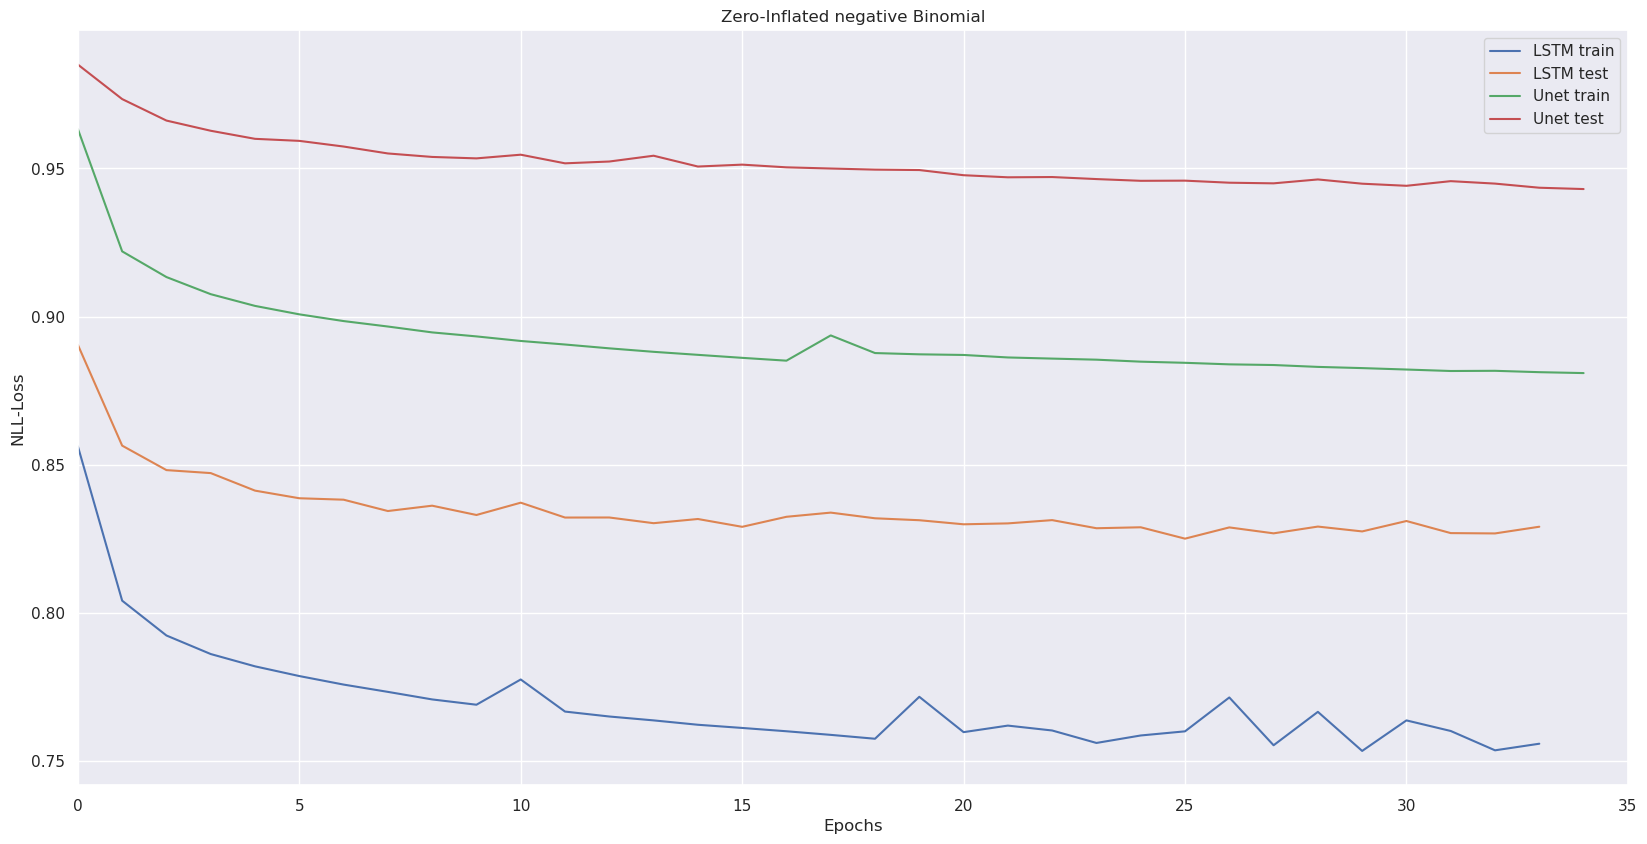 Zero-Inflated negative Binomial
LSTM train
LSTM test
Unet train
Unet test
NLL-Loss
0.95
0.90
0.85
0.80
0.75
0
5
10
15
20
25
30
35
Epochs